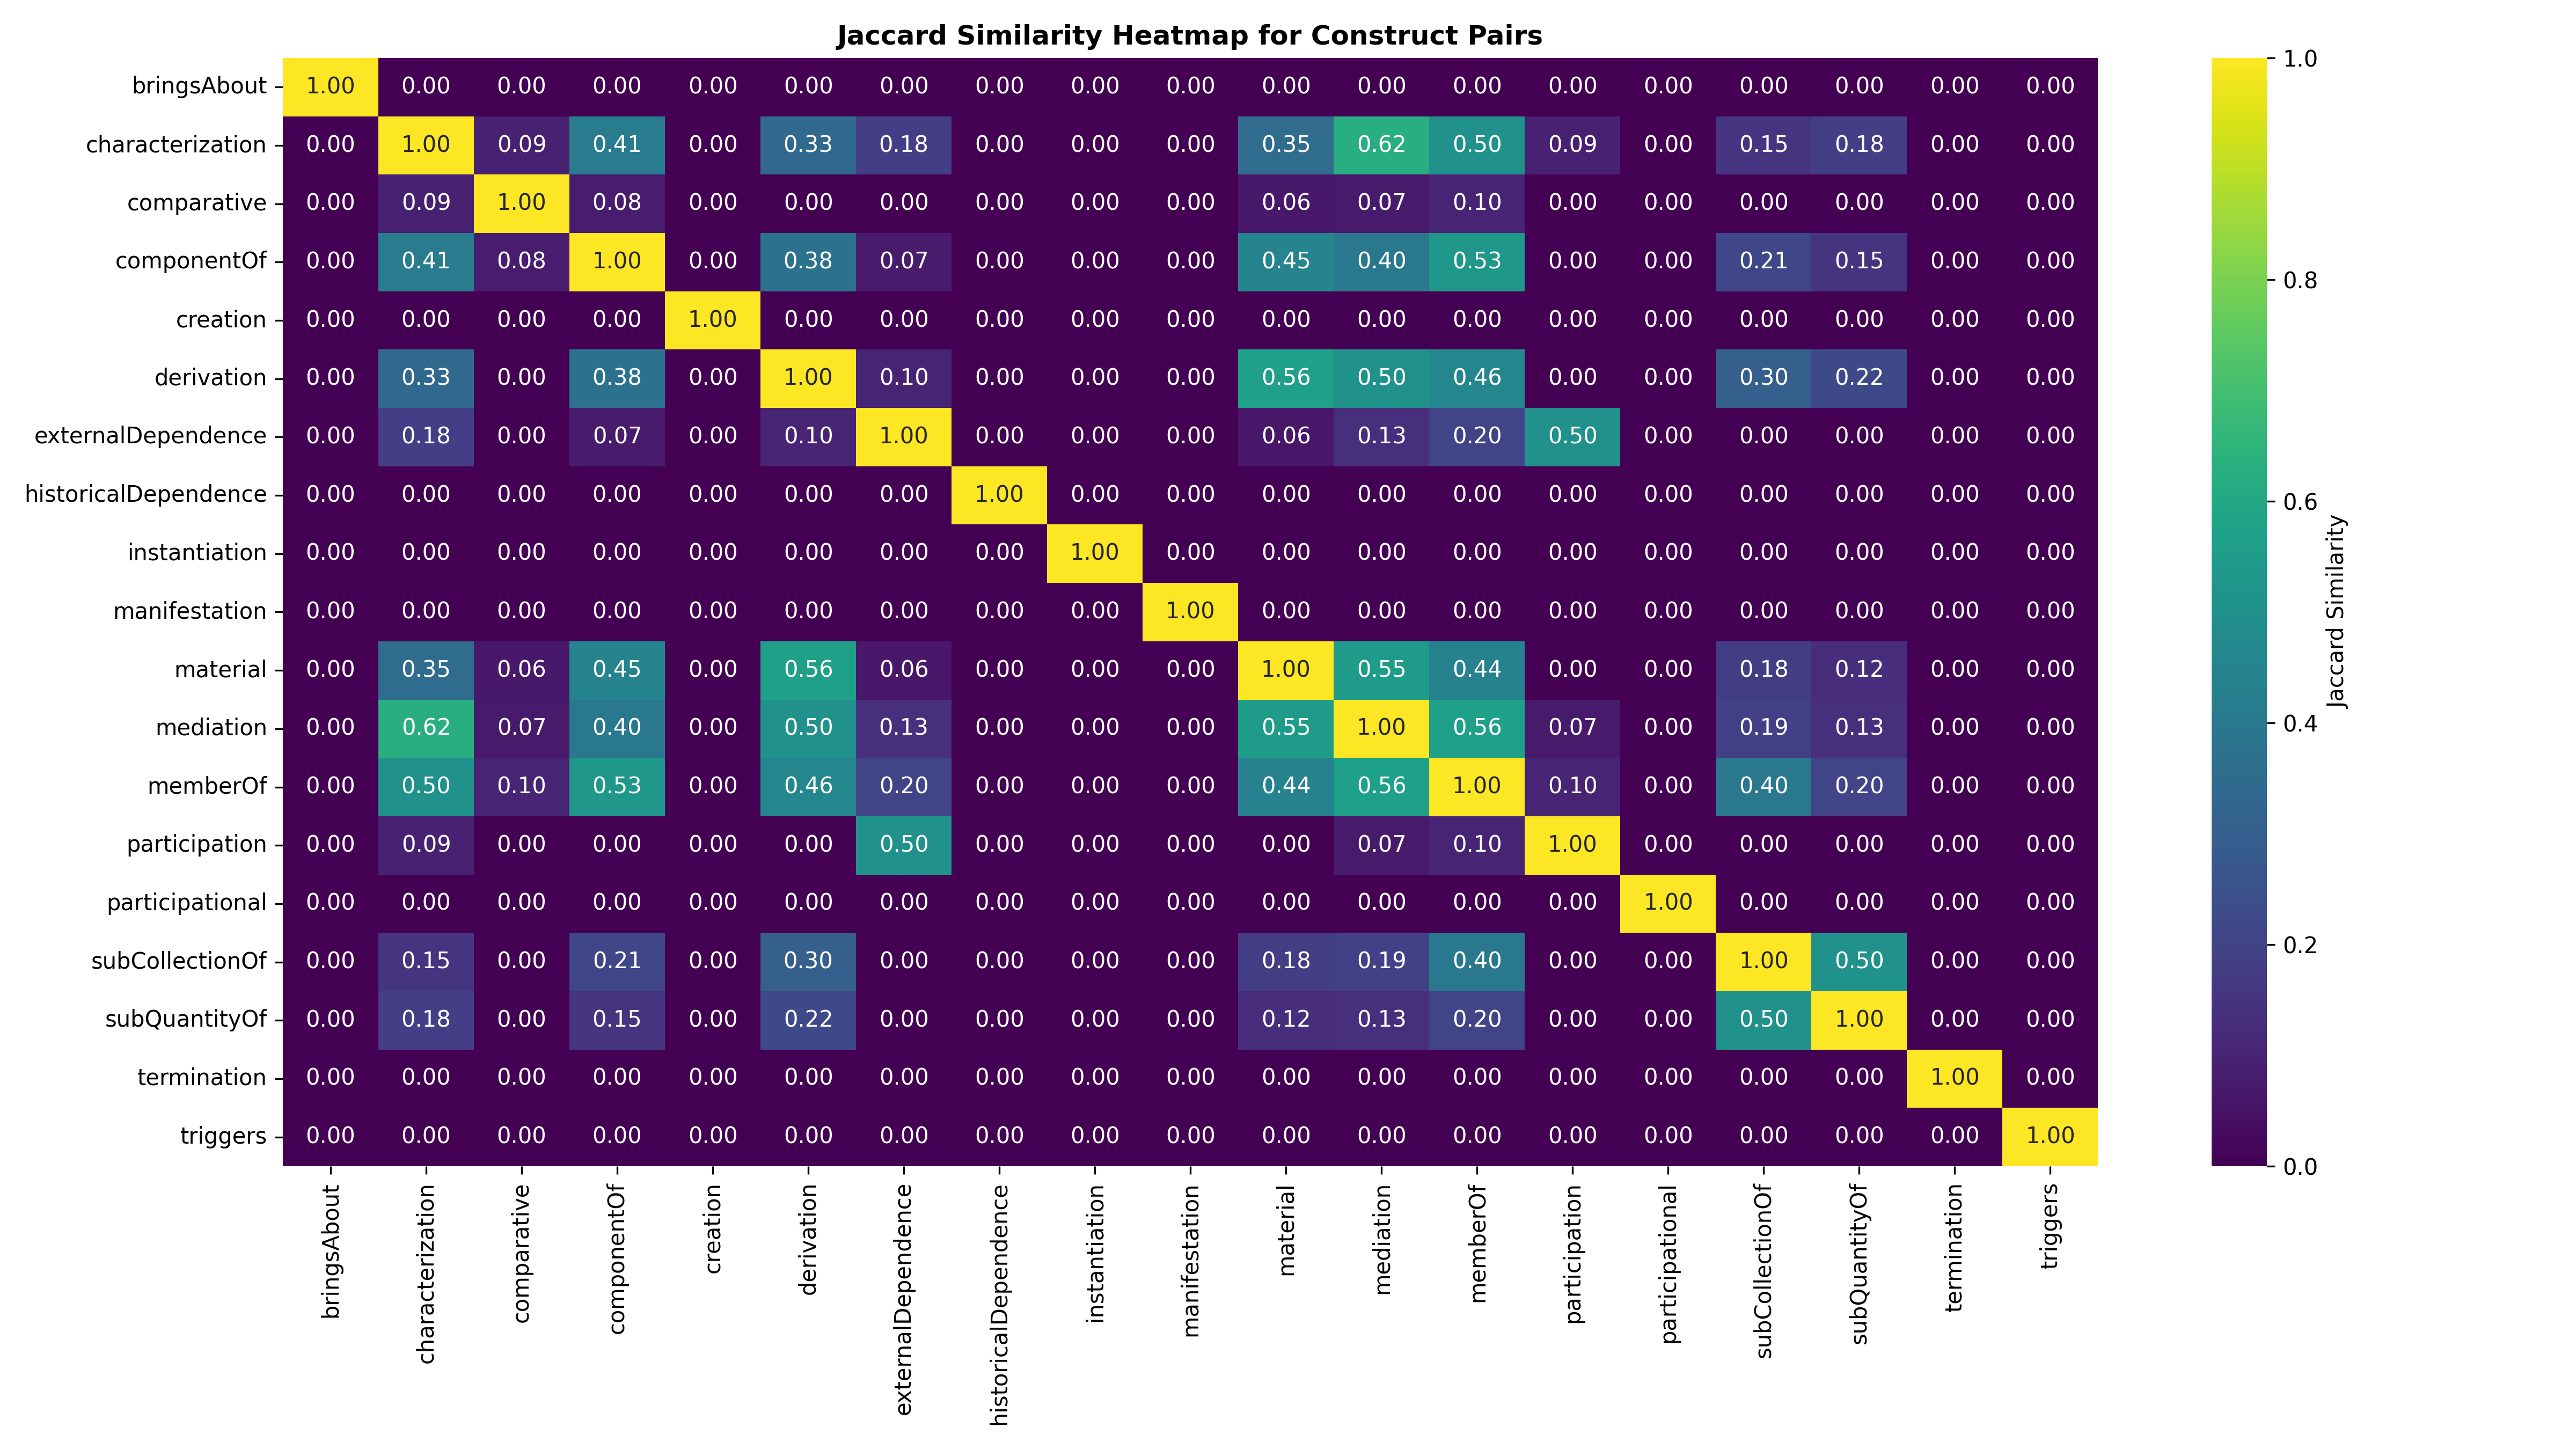 Jaccard Similarity Heatmap for Construct Pairs
bringsAbout 1.00 0.00 0.00 0.00 0.00 0.00 0.00 0.00 0.00 0.00 0.00 0.00 0.00 0.00 0.00 0.00 0.00 0.00 0.00
characterization 0.00 1.00 0.09 0.41 0.00 0.33 0.18 0.00 0.00 0.00 0.35 0.62 0.50 0.09 0.00 0.15 0.18 0.00 0.00
comparative 0.00 0.09 1.00 0.08 0.00 0.00 0.00 0.00 0.00 0.00 0.06 0.07 0.10 0.00 0.00 0.00 0.00 0.00 0.00
componentOf 0.00 0.41 0.08 1.00 0.00 0.38 0.07 0.00 0.00 0.00 0.45 0.40 0.53 0.00 0.00 0.21 0.15 0.00 0.00
creation 0.00 0.00 0.00 0.00 1.00 0.00 0.00 0.00 0.00 0.00 0.00 0.00 0.00 0.00 0.00 0.00 0.00 0.00 0.00
derivation 0.00 0.33 0.00 0.38 0.00 1.00 0.10 0.00 0.00 0.00 0.56 0.50 0.46 0.00 0.00 0.30 0.22 0.00 0.00
externalDependence 0.00 0.18 0.00 0.07 0.00 0.10 1.00 0.00 0.00 0.00 0.06 0.13 0.20 0.50 0.00 0.00 0.00 0.00 0.00
historicalDependence 0.00 0.00 0.00 0.00 0.00 0.00 0.00 1.00 0.00 0.00 0.00 0.00 0.00 0.00 0.00 0.00 0.00 0.00 0.00
instantiation 0.00 0.00 0.00 0.00 0.00 0.00 0.00 0.00 1.00 0.00 0.00 0.00 0.00 0.00 0.00 0.00 0.00 0.00 0.00
manifestation 0.00 0.00 0.00 0.00 0.00 0.00 0.00 0.00 0.00 1.00 0.00 0.00 0.00 0.00 0.00 0.00 0.00 0.00 0.00
material 0.00 0.35 0.06 0.45 0.00 0.56 0.06 0.00 0.00 0.00 1.00 0.55 0.44 0.00 0.00 0.18 0.12 0.00 0.00
mediation 0.00 0.62 0.07 0.40 0.00 0.50 0.13 0.00 0.00 0.00 0.55 1.00 0.56 0.07 0.00 0.19 0.13 0.00 0.00
memberOf 0.00 0.50 0.10 0.53 0.00 0.46 0.20 0.00 0.00 0.00 0.44 0.56 1.00 0.10 0.00 0.40 0.20 0.00 0.00
participation 0.00 0.09 0.00 0.00 0.00 0.00 0.50 0.00 0.00 0.00 0.00 0.07 0.10 1.00 0.00 0.00 0.00 0.00 0.00
participational 0.00 0.00 0.00 0.00 0.00 0.00 0.00 0.00 0.00 0.00 0.00 0.00 0.00 0.00 1.00 0.00 0.00 0.00 0.00
subCollectionOf 0.00 0.15 0.00 0.21 0.00 0.30 0.00 0.00 0.00 0.00 0.18 0.19 0.40 0.00 0.00 1.00 0.50 0.00 0.00
subQuantityOf 0.00 0.18 0.00 0.15 0.00 0.22 0.00 0.00 0.00 0.00 0.12 0.13 0.20 0.00 0.00 0.50 1.00 0.00 0.00
termination 0.00 0.00 0.00 0.00 0.00 0.00 0.00 0.00 0.00 0.00 0.00 0.00 0.00 0.00 0.00 0.00 0.00 1.00 0.00
triggers 0.00 0.00 0.00 0.00 0.00 0.00 0.00 0.00 0.00 0.00 0.00 0.00 0.00 0.00 0.00 0.00 0.00 0.00 1.00
bringsAbout
characterization
comparative
componentOf
creation
derivation
externalDependence
historicalDependence
instantiation
manifestation
material
mediation
memberOf
participation
participational
subCollectionOf
subQuantityOf
termination
triggers
1.0
0.8
0.6
0.4
0.2
0.0
Jaccard Similarity